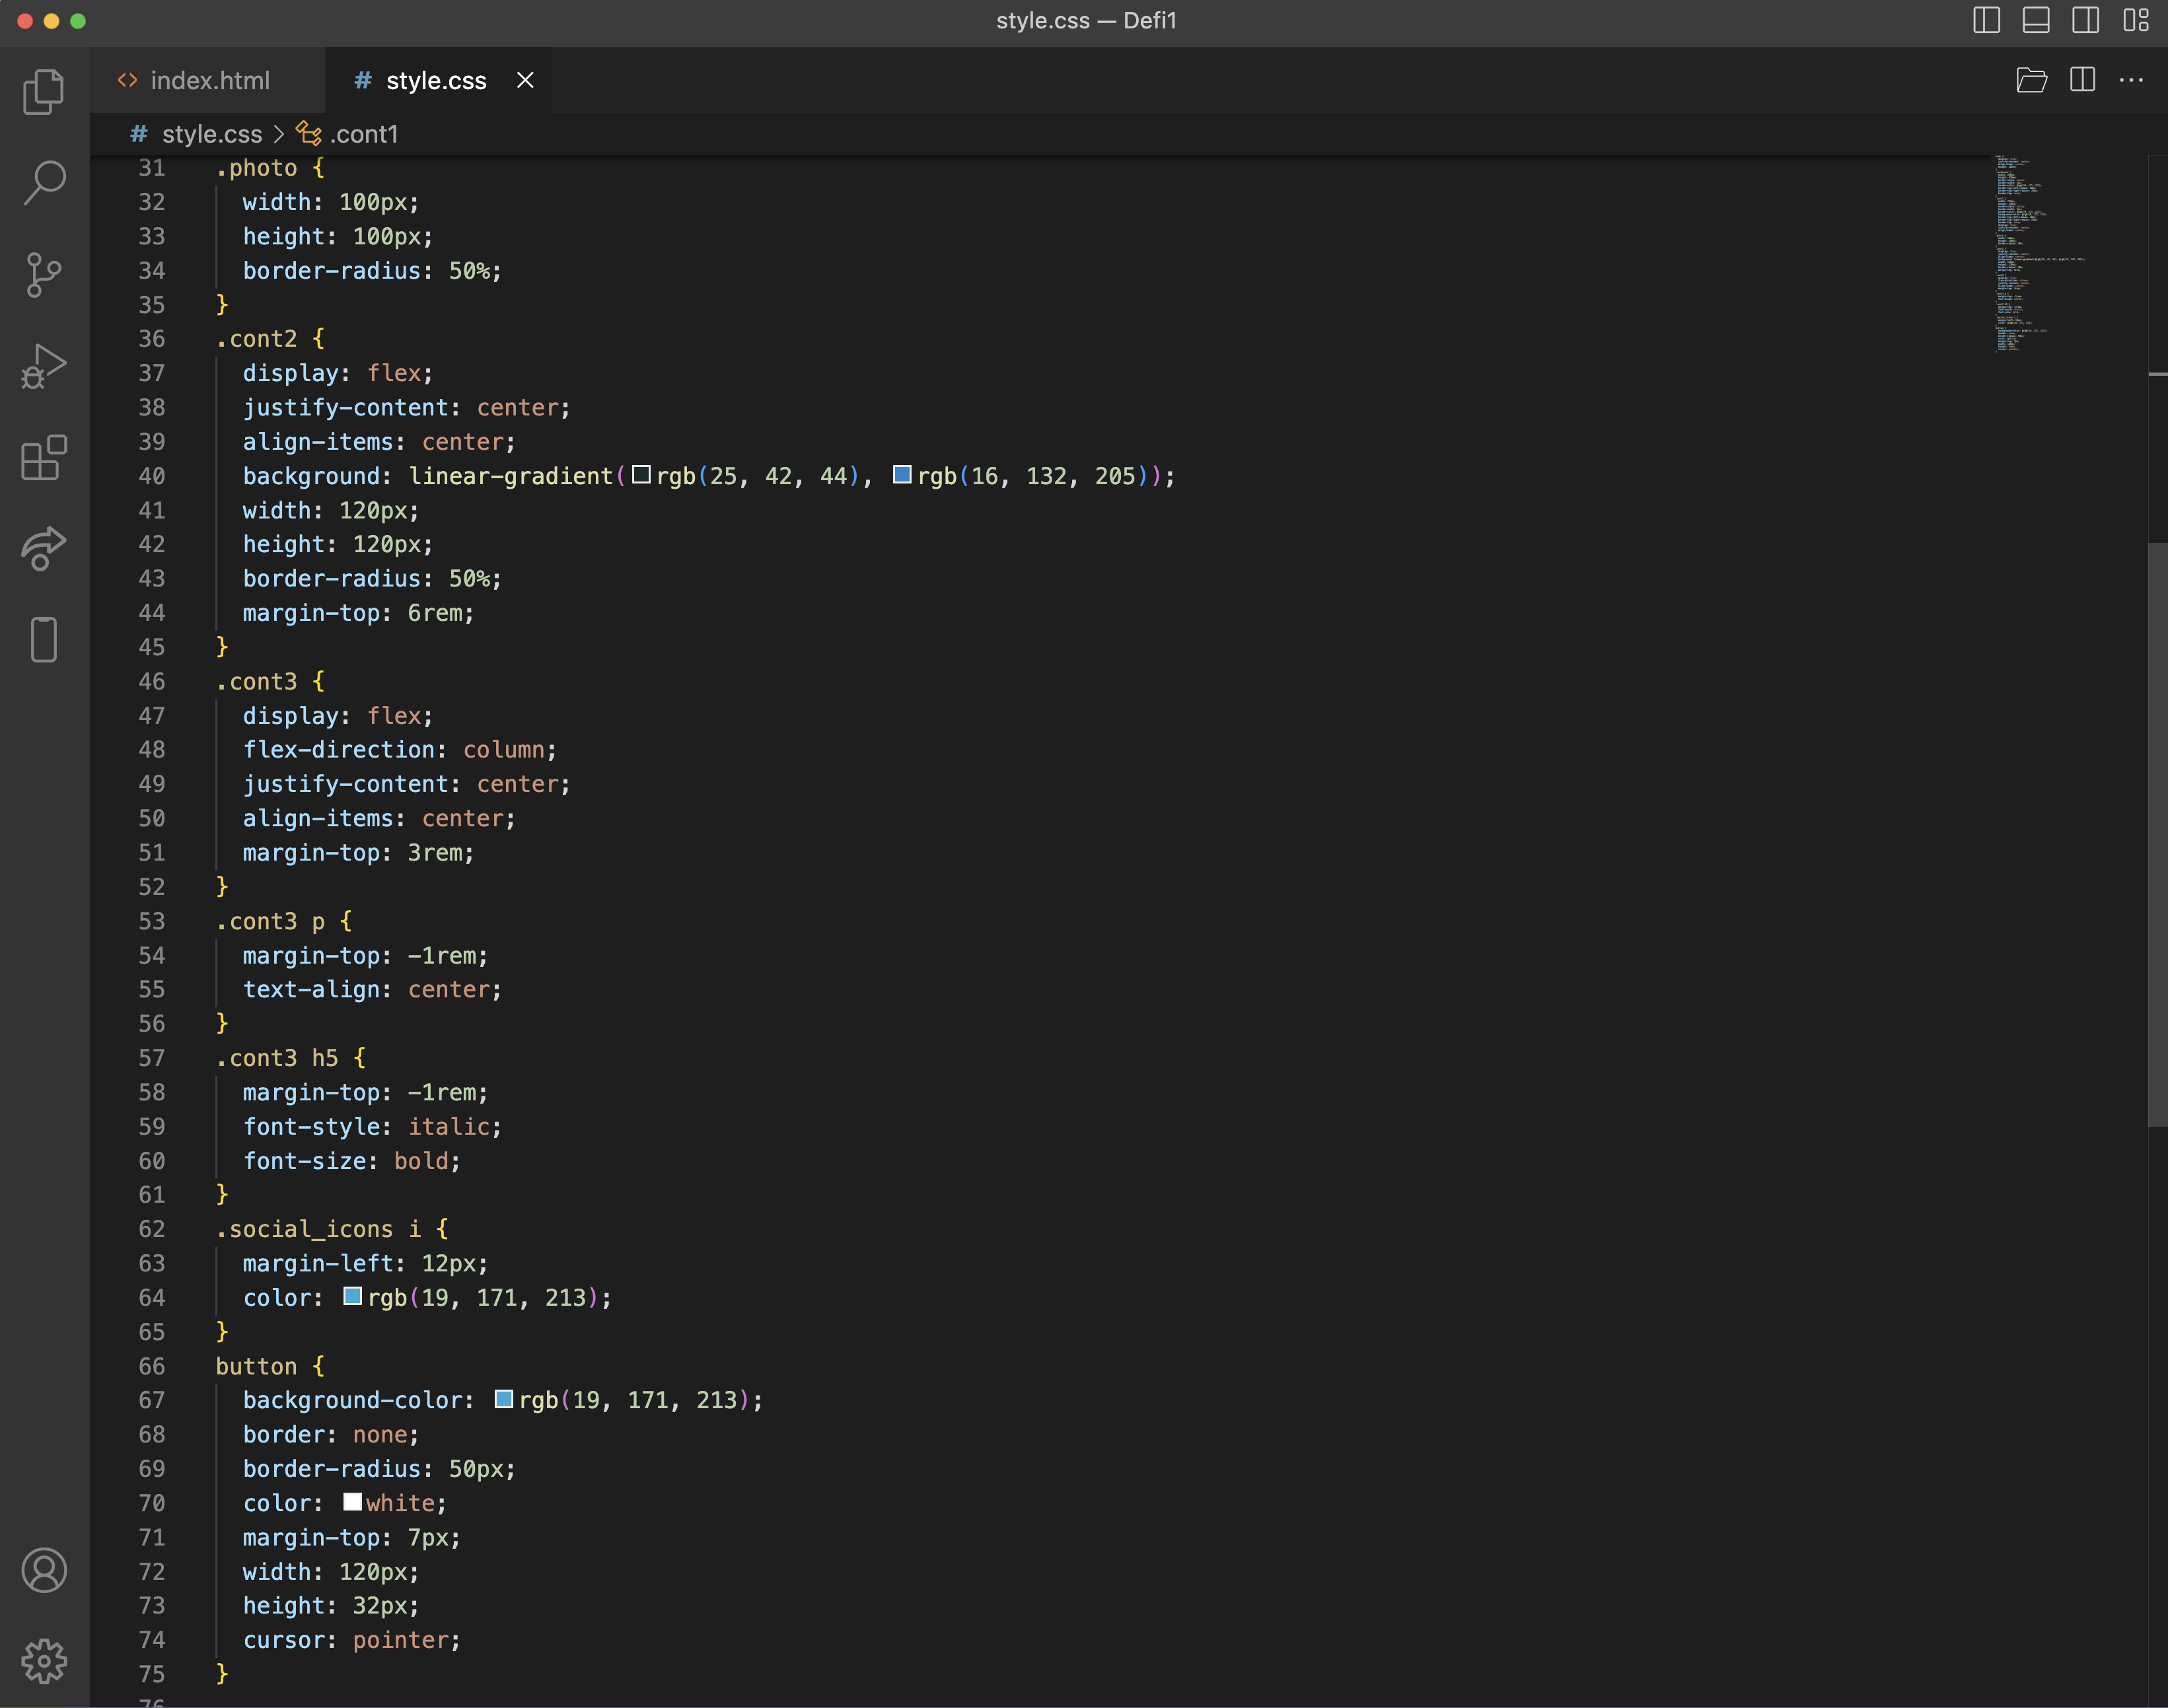 style.css — Defi1
index.html
# style.css
# style.css > .cont1
31 .photo {
32 width: 100px;
33 height: 100px;
34 border-radius: 50%;
35 }
36 .cont2 {
37 display: flex;
38 justify-content: center;
39 align-items: center;
40 background: linear-gradient(rgb(25, 42, 44), rgb(16, 132, 205));
41 width: 120px;
42 height: 120px;
43 border-radius: 50%;
44 margin-top: 6rem;
45 }
46 .cont3 {
47 display: flex;
48 flex-direction: column;
49 justify-content: center;
50 align-items: center;
51 margin-top: 3rem;
52 }
53 .cont3 p {
54 margin-top: -1rem;
55 text-align: center;
56 }
57 .cont3 h5 {
58 margin-top: -1rem;
59 font-style: italic;
60 font-size: bold;
61 }
62 .social_icons i {
63 margin-left: 12px;
64 color: rgb(19, 171, 213);
65 }
66 button {
67 background-color: rgb(19, 171, 213);
68 border: none;
69 border-radius: 50px;
70 color: white;
71 margin-top: 7px;
72 width: 120px;
73 height: 32px;
74 cursor: pointer;
75 }
76